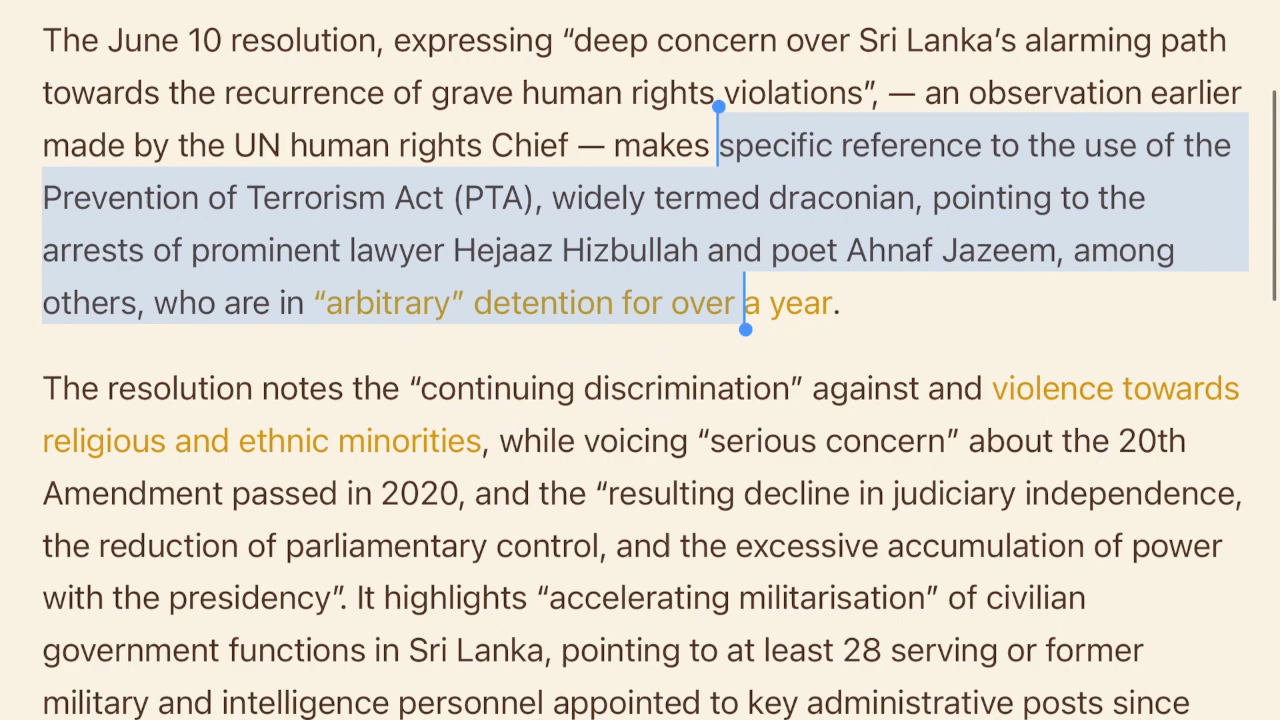 The June 10 resolution, expressing “deep concern over Sri Lanka’s alarming path
towards the recurrence of grave human rights violations”, — an observation earlier
made by the UN human rights Chief — makes specific reference to the use of the
Prevention of Terrorism Act (PTA), widely termed draconian, pointing to the
arrests of prominent lawyer Hejaaz Hizbullah and poet Ahnaf Jazeem, among
others, who are in “arbitrary” detention for over a year.
The resolution notes the “continuing discrimination” against and violence towards
religious and ethnic minorities, while voicing “serious concern” about the 20th
Amendment passed in 2020, and the “resulting decline in judiciary independence,
the reduction of parliamentary control, and the excessive accumulation of power
with the presidency”. It highlights “accelerating militarisation” of civilian
government functions in Sri Lanka, pointing to at least 28 serving or former
military and intelligence personnel appointed to key administrative posts since